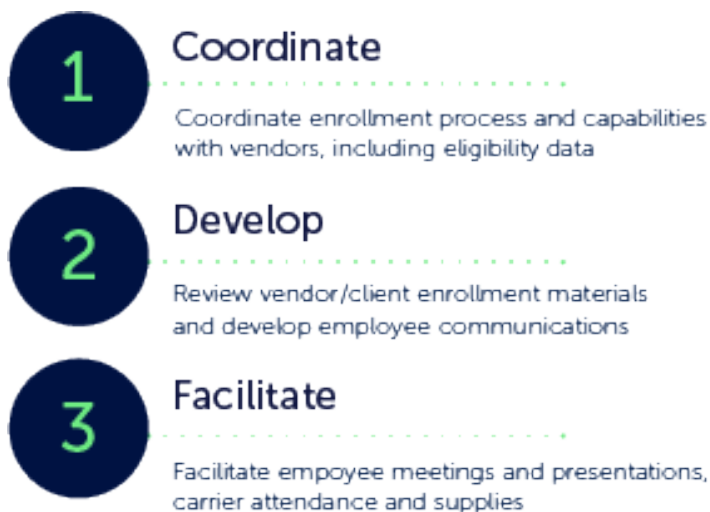 1
Coordinate
Coordinate enrollment process and capabilities
with vendors, including eligibility data
2
Develop
Review vendor/client enrollment materials
and develop employee communications
3
Facilitate
Facilitate empoyee meetings and presentations,
carrier attendance and supplies